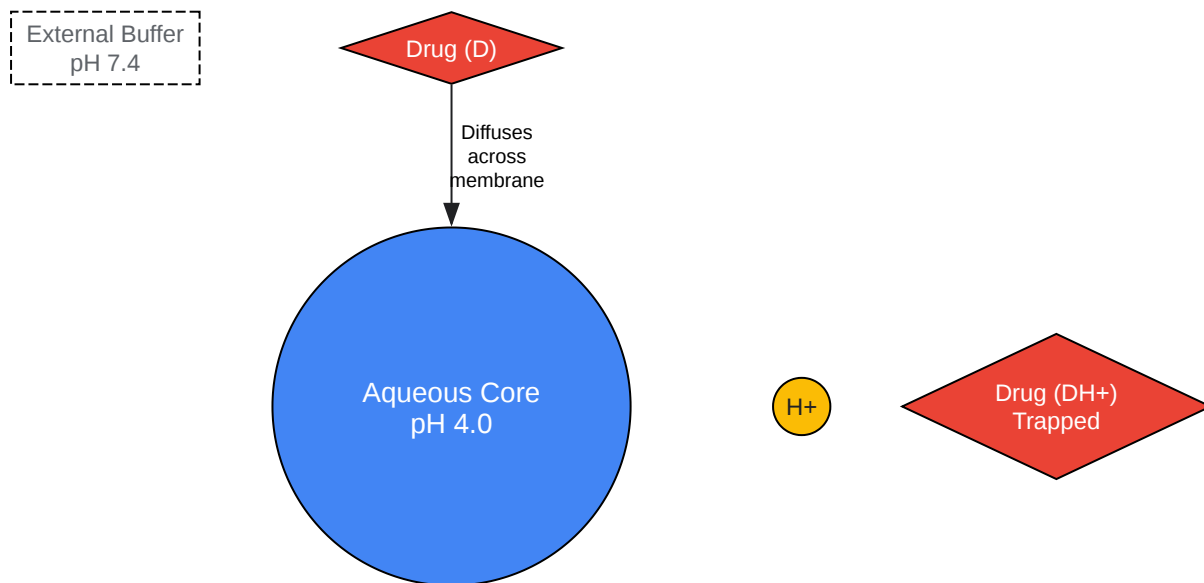 External Buffer
pH 7.4
Drug (D)
Diffuses
across
membrane
Aqueous Core
pH 4.0
H+
Drug (DH+)
Trapped